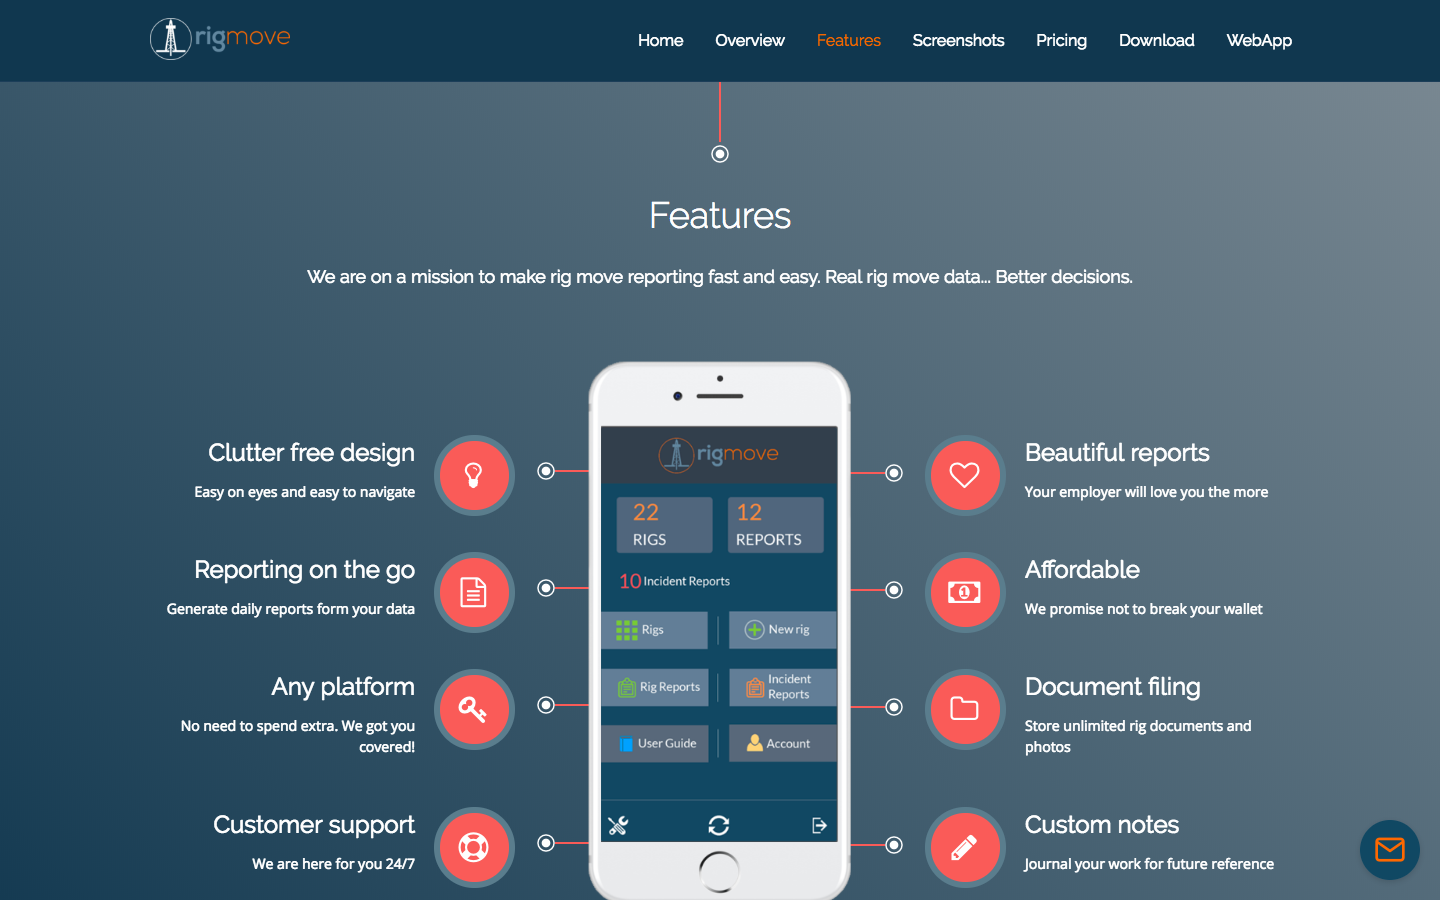 rigmove
Home
Overview
Features
Screenshots
Pricing
Download
WebApp
Features
We are on a mission to make rig move reporting fast and easy. Real rig move data... Better decisions.
Clutter free design
Easy on eyes and easy to navigate
Reporting on the go
Generate daily reports form your data
Any platform
No need to spend extra. We got you
covered!
Customer support
We are here for you 24/7
rigmove
22
RIGS
12
REPORTS
10 Incident Reports
Rigs
New rig
Rig Reports
Incident
Reports
User Guide
Account
Beautiful reports
Your employer will love you the more
Affordable
1
We promise not to break your wallet
Document filing
Store unlimited rig documents and
photos
Custom notes
Journal your work for future reference